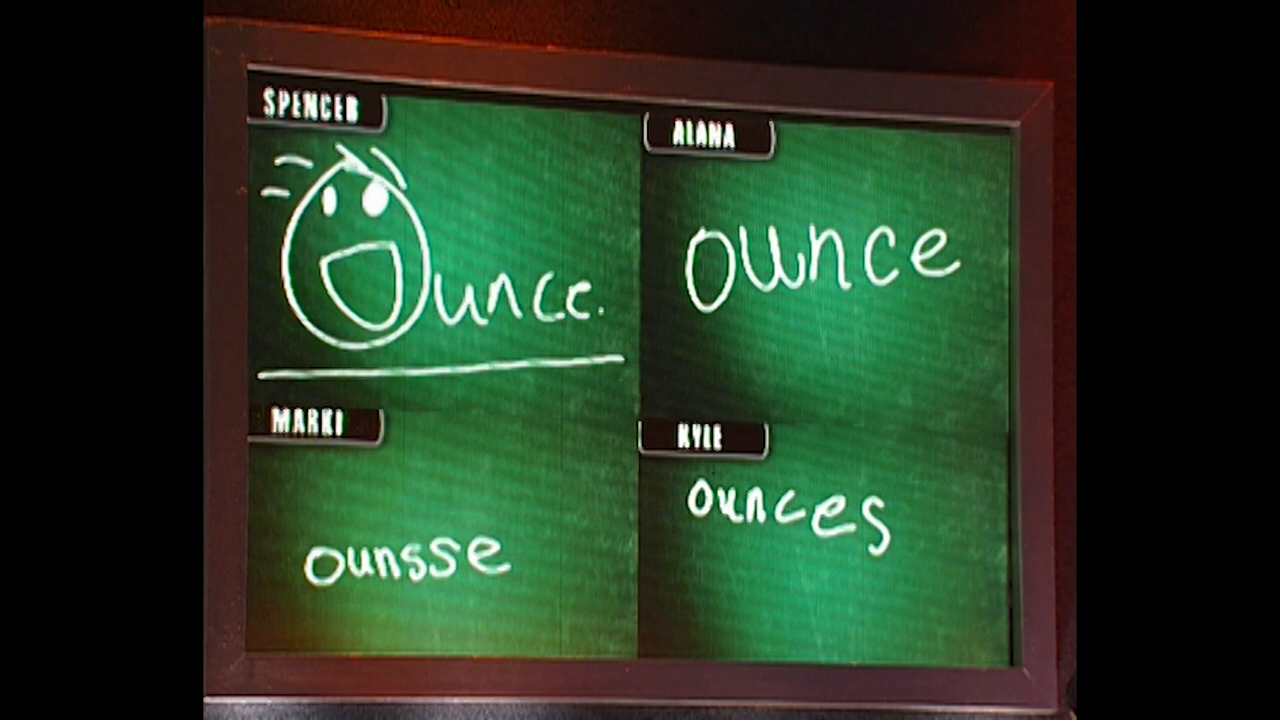 SPENCER
Ounce.
ALANA
ounce
MARKI
ounsse
KYLE
ounces